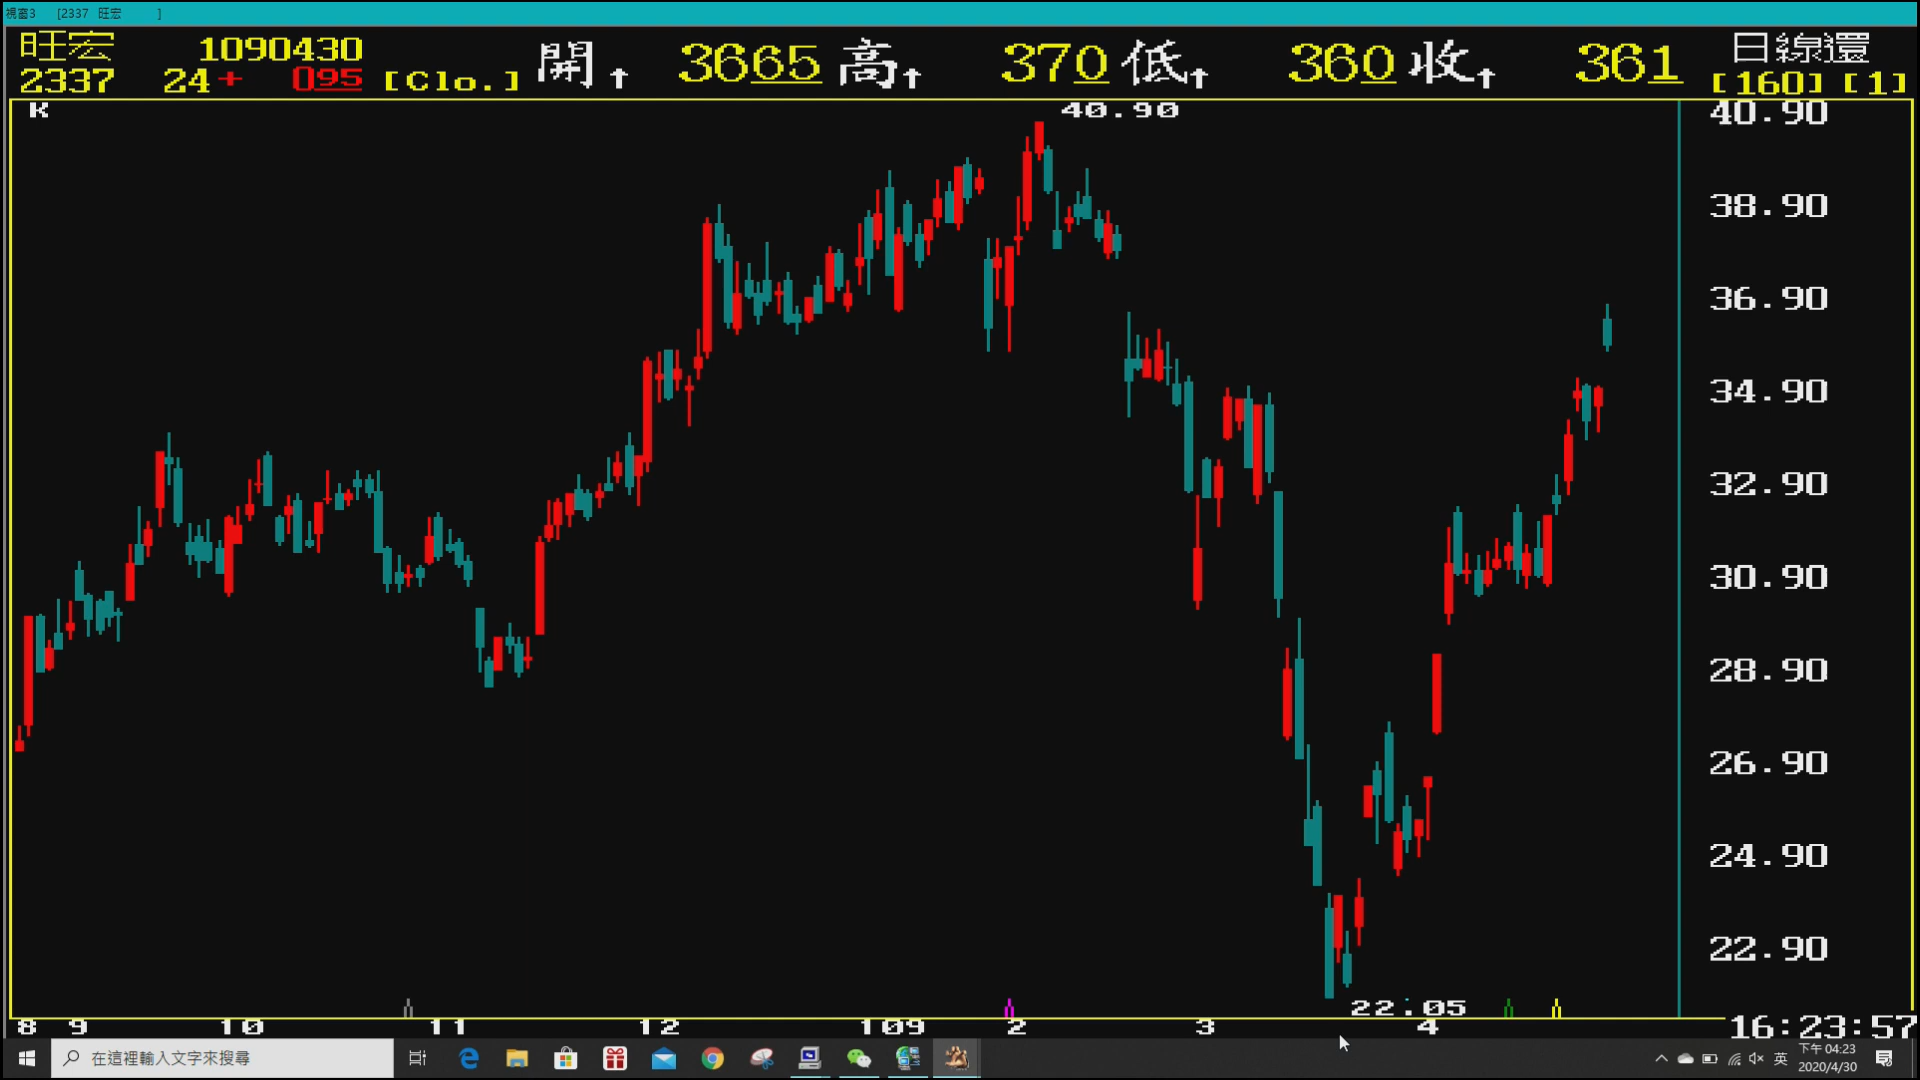 視窗3 [2337 旺宏 ]
旺宏 1090430 開↑ 3665 高↑ 370 低↑ 360 收↑ 361 日線還
2337 24+ 095 [Clo.] [160] [1]
K
40.90
40.90
38.90
36.90
34.90
32.90
30.90
28.90
26.90
24.90
22.90
22.05
8 9 10 11 12 109 2 3 4
16:23:57
在這裡輸入文字來搜尋
英
下午 04:23
2020/4/30